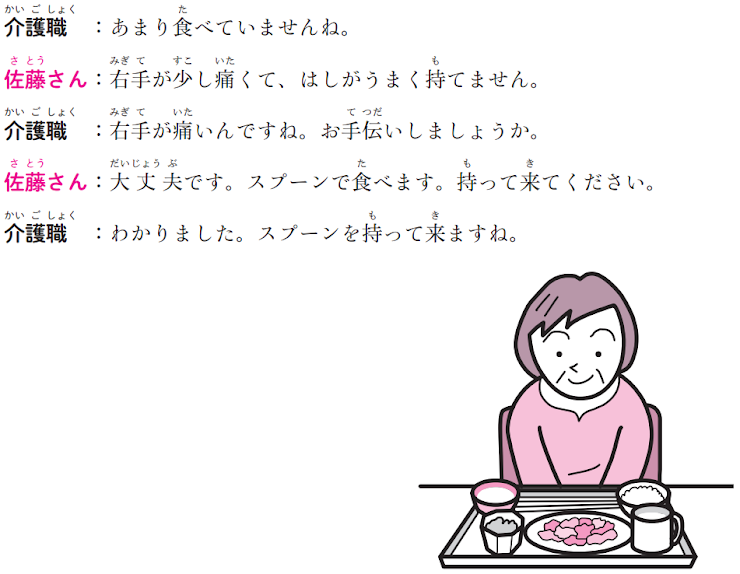 介護職：あまり食べていませんね。
佐藤さん：右手が少し痛くて、はしがうまく持てません。
介護職：右手が痛いんですね。お手伝いしましょうか。
佐藤さん：大丈夫です。スプーンで食べます。持って来てください。
介護職：わかりました。スプーンを持って来ますね。